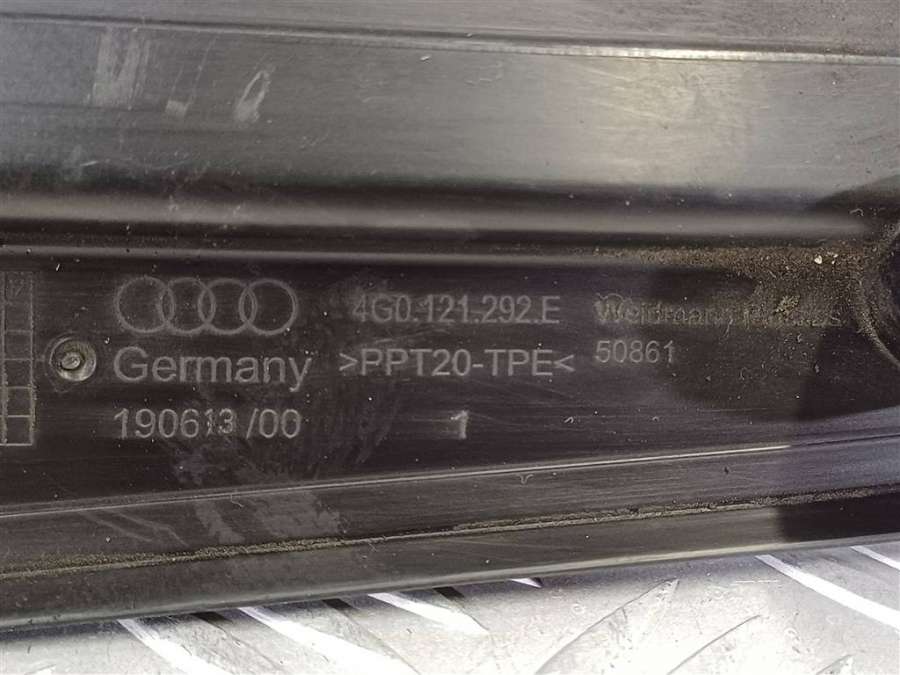 4G0.121.292.E
Germany >PPT20-TPE< 50861
190613/00 1